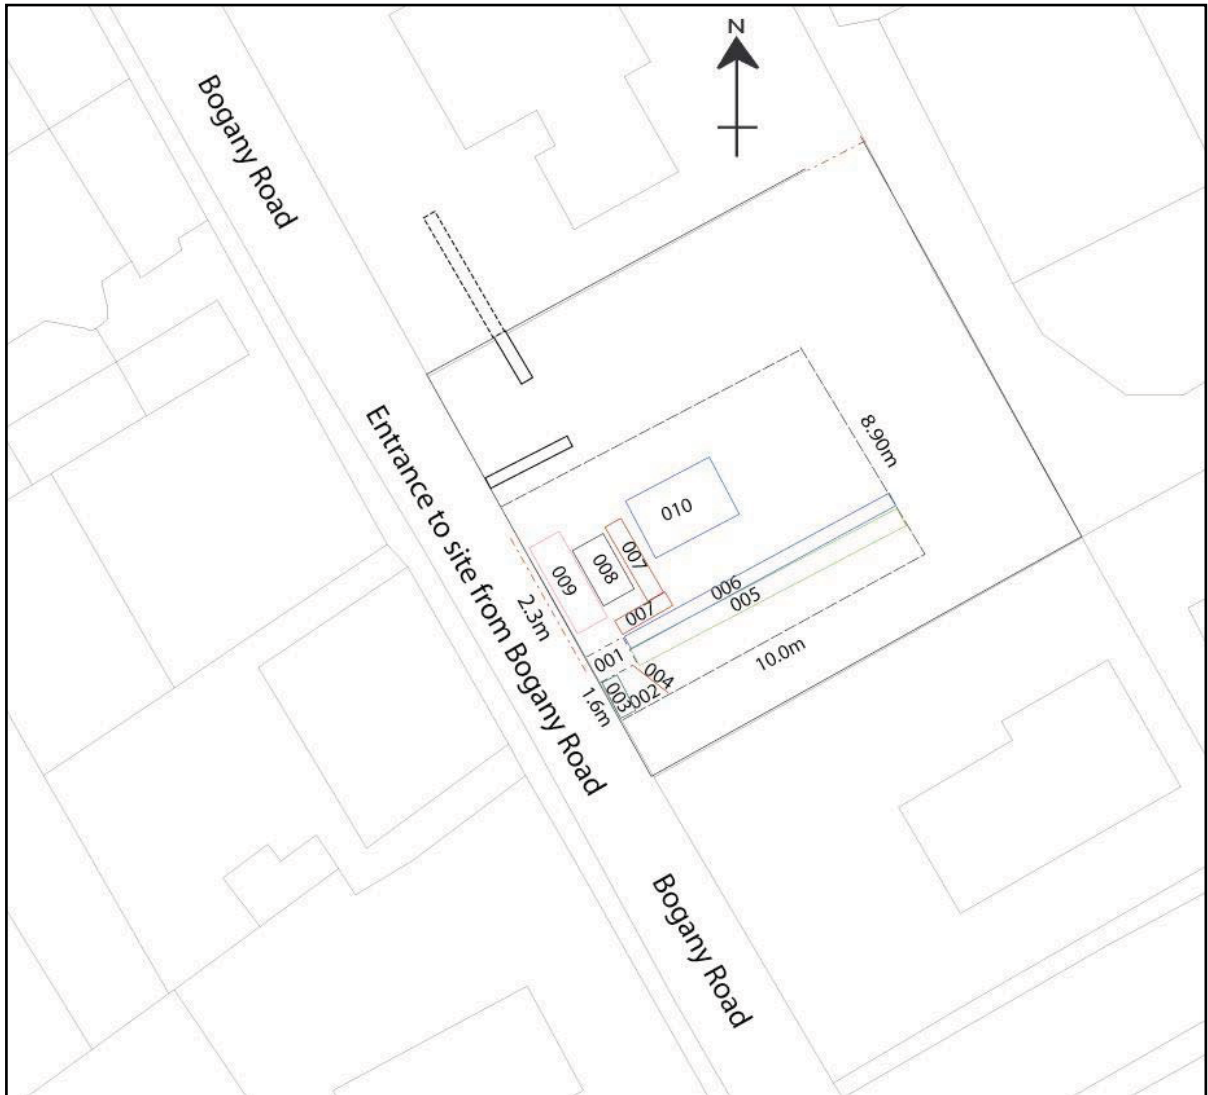 N
Bogany Road
Entrance to site from Bogany Road
8.90m
010
007
008
009
2.3m
006
007
005
001
10.0m
004
003
002
1.6m
Bogany Road